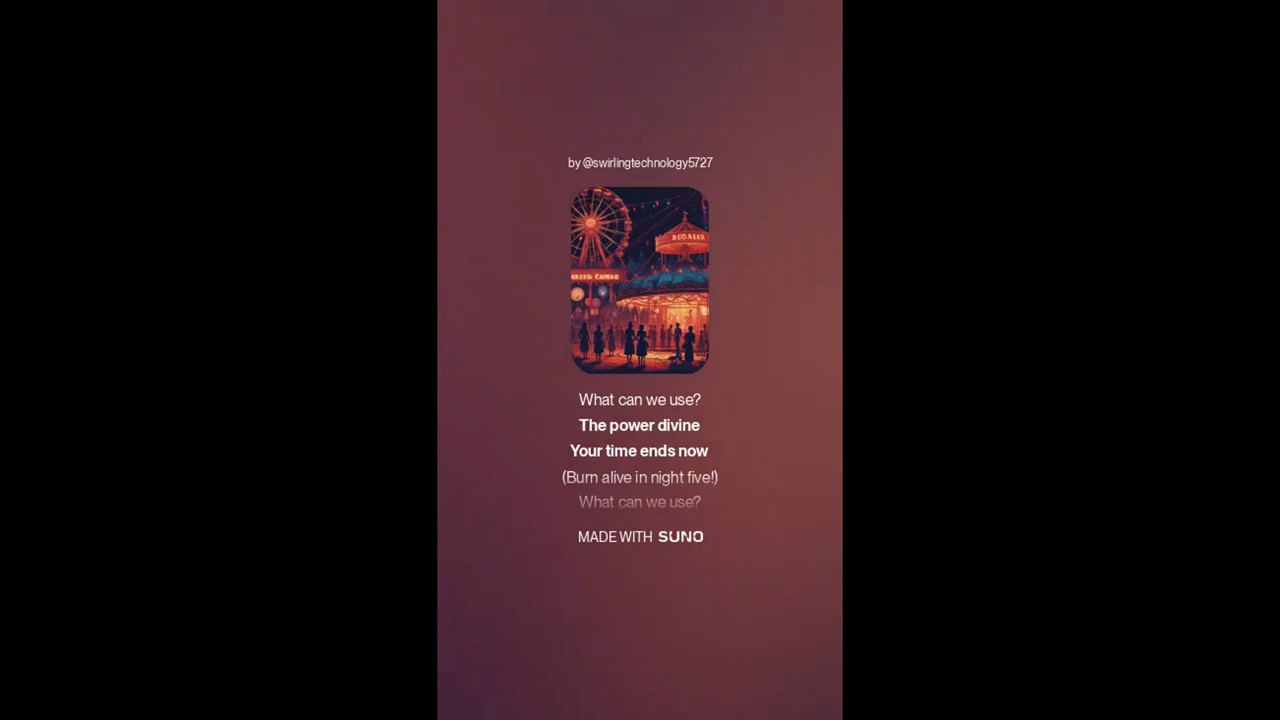 by @swirlingtechnology5727
What can we use?
The power divine
Your time ends now
(Burn alive in night five!)
What can we use?
MADE WITH SUNO